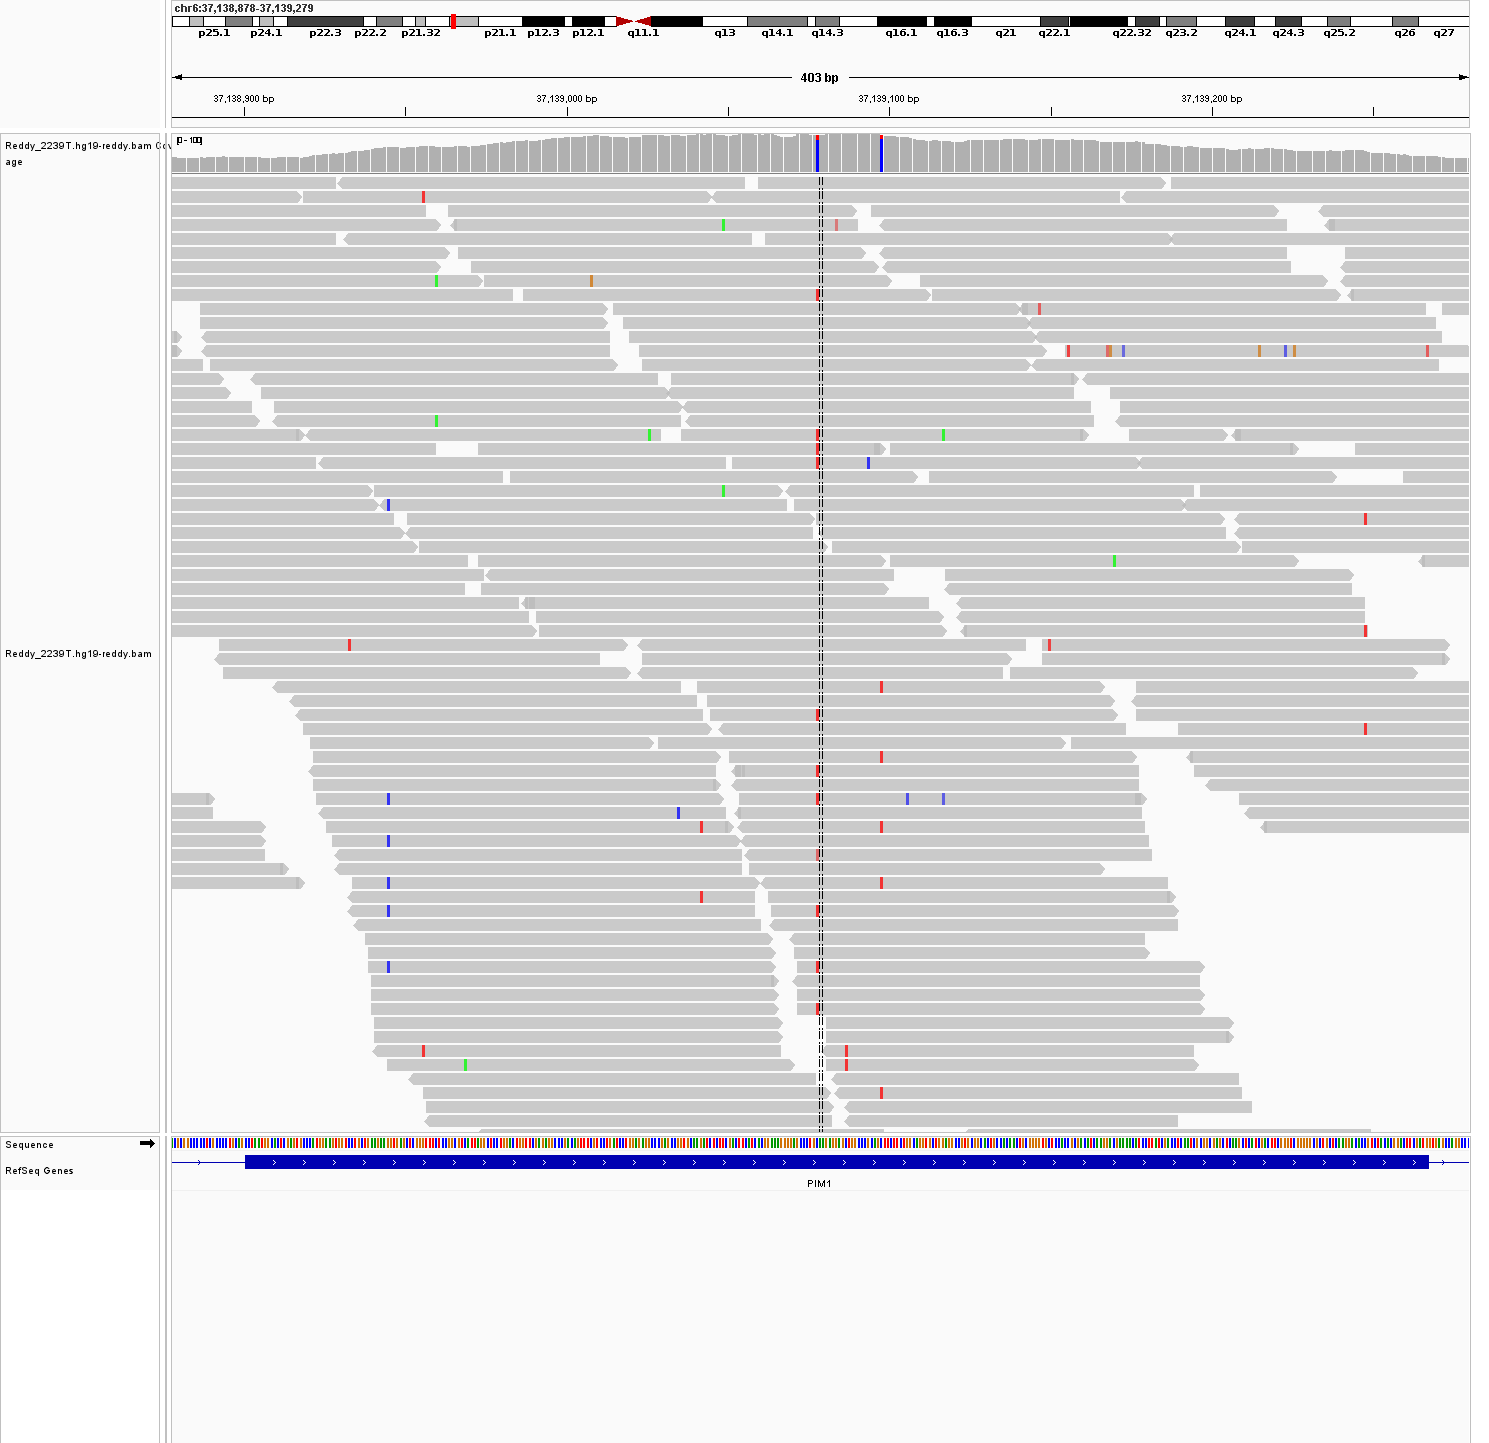 chr6:37,138,878-37,139,279
p25.1 p24.1 p22.3 p22.2 p21.32 p21.1 p12.3 p12.1 q11.1 q13 q14.1 q14.3 q16.1 q16.3 q21 q22.1 q22.32 q23.2 q24.1 q24.3 q25.2 q26 q27
403 bp
37,138,900 bp 37,139,000 bp 37,139,100 bp 37,139,200 bp
[0 - 100]
Reddy_2239T.hg19-reddy.bam Cov
age
Reddy_2239T.hg19-reddy.bam
Sequence
RefSeq Genes
PIM1